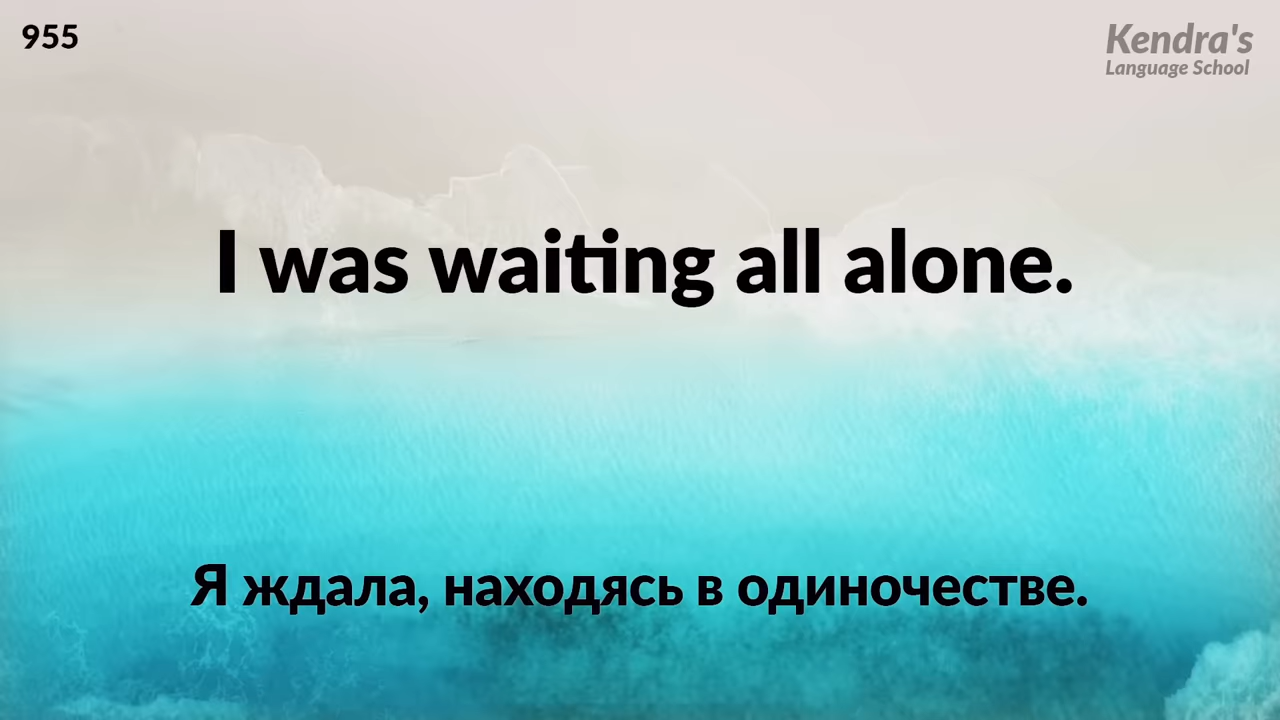 955
Kendra's
Language School
I was waiting all alone.
Я ждала, находясь в одиночестве.